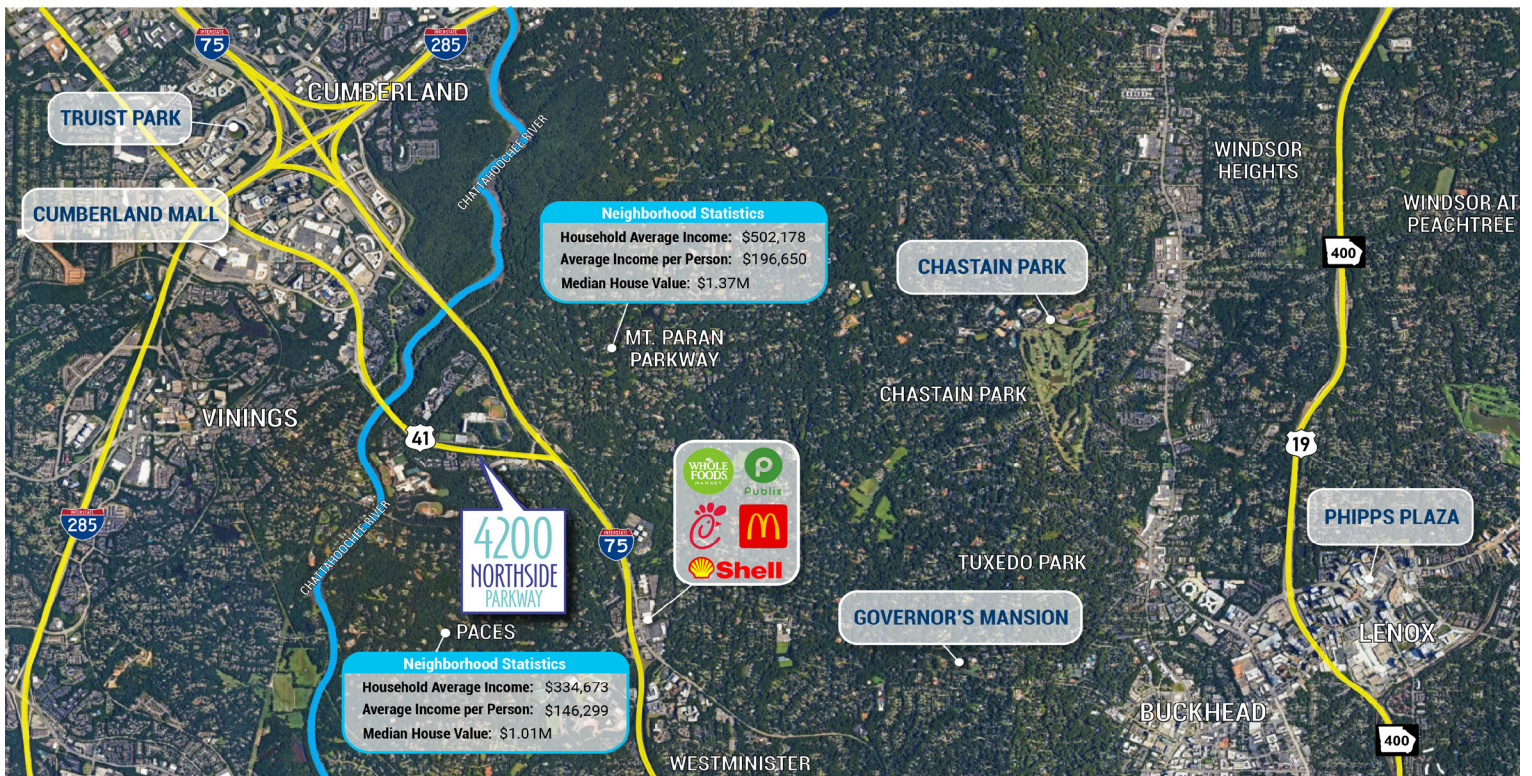 INTERSTATE
75
INTERSTATE
285
CUMBERLAND
TRUIST PARK
CHATTAHOOCHEE RIVER
WINDSOR
HEIGHTS
CUMBERLAND MALL
WINDSOR AT
PEACHTREE
Neighborhood Statistics
Household Average Income: $502,178
Average Income per Person: $196,650
Median House Value: $1.37M
400
CHASTAIN PARK
MT. PARAN
PARKWAY
CHASTAIN PARK
VININGS
41
19
WHOLE
FOODS
MARKET
Publix
Shell
INTERSTATE
285
CHATTAHOOCHEE RIVER
4200
NORTHSIDE
PARKWAY
INTERSTATE
75
PHIPPS PLAZA
TUXEDO PARK
GOVERNOR'S MANSION
PACES
LENOX
Neighborhood Statistics
Household Average Income: $334,673
Average Income per Person: $146,299
Median House Value: $1.01M
BUCKHEAD
400
WESTMINISTER